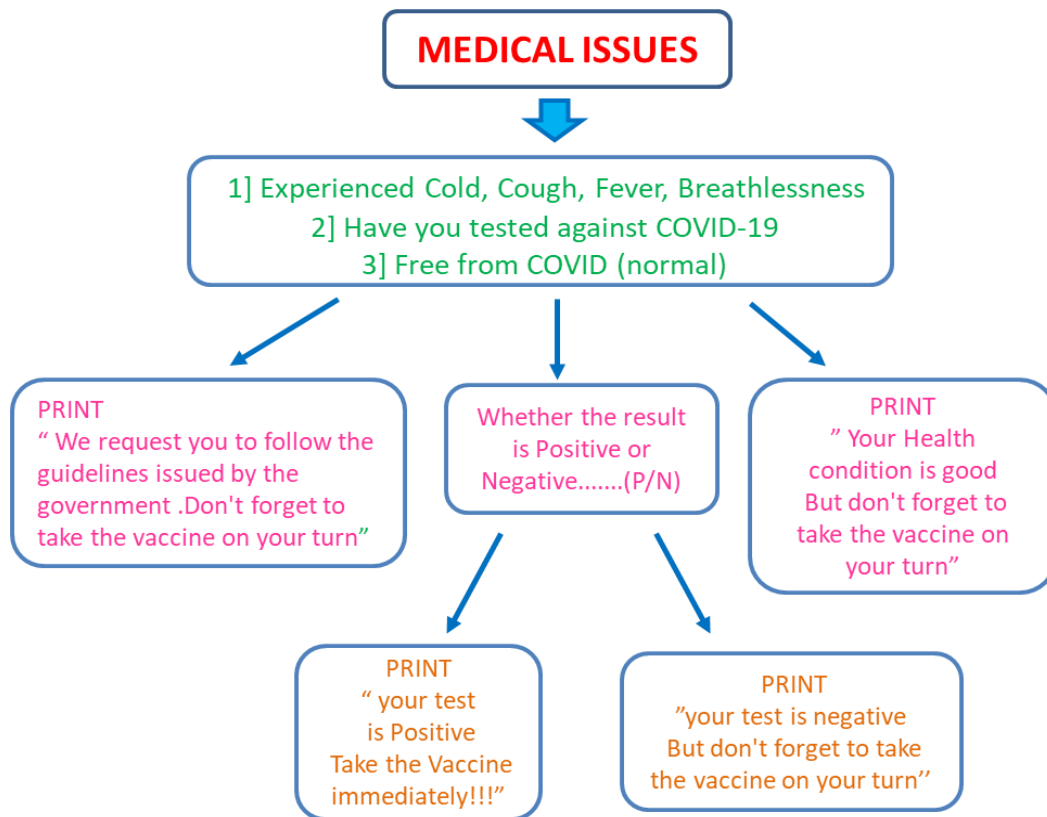 MEDICAL ISSUES
1] Experienced Cold, Cough, Fever, Breathlessness
2] Have you tested against COVID-19
3] Free from COVID (normal)
PRINT
“ We request you to follow the
guidelines issued by the
government .Don't forget to
take the vaccine on your turn”
Whether the result
is Positive or
Negative.......(P/N)
PRINT
” Your Health
condition is good
But don't forget to
take the vaccine on
your turn”
PRINT
“ your test
is Positive
Take the Vaccine
immediately!!!”
PRINT
”your test is negative
But don't forget to take
the vaccine on your turn’’